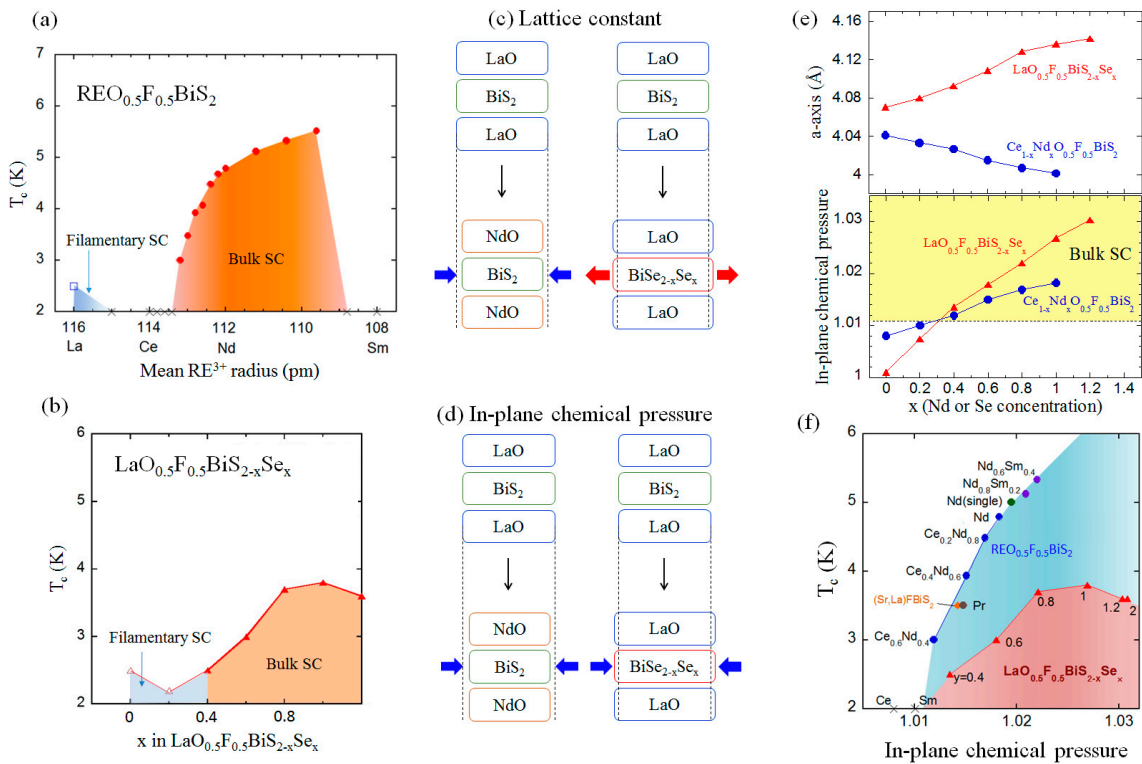 (a)
REO0.5F0.5BiS2
Tc (K)
7
6
5
4
3
2
Filamentary SC
Bulk SC
116 114 112 110 108
La Ce Nd Sm
Mean RE3+ radius (pm)
(b)
LaO0.5F0.5BiS2-xSex
Tc (K)
6
5
4
3
2
Filamentary SC
Bulk SC
0 0.4 0.8
x in LaO0.5F0.5BiS2-xSex
(c) Lattice constant
LaO LaO
BiS2 BiS2
LaO LaO
NdO LaO
BiS2 BiSe2-xSex
NdO LaO
(d) In-plane chemical pressure
LaO LaO
BiS2 BiS2
LaO LaO
NdO LaO
BiS2 BiSe2-xSex
NdO LaO
(e)
a-axis (Å)
4.16
4.12
4.08
4.04
4
LaO0.5F0.5BiS2-xSex
Ce1-xNdxO0.5F0.5BiS2
In-plane chemical pressure
1.03
1.02
1.01
1
LaO0.5F0.5BiS2-xSex
Bulk SC
Ce1-xNdxO0.5F0.5BiS2
0 0.2 0.4 0.6 0.8 1 1.2 1.4
x (Nd or Se concentration)
(f)
Tc (K)
6
5
4
3
2
Nd0.6Sm0.4
Nd0.8Sm0.2
Nd(single)
Nd
Ce0.2Nd0.8
REO0.5F0.5BiS2
Ce0.4Nd0.6
(Sr,La)FBiS2
Pr
Ce0.6Nd0.4
0.8 1 1.2 2
0.6
y=0.4
LaO0.5F0.5BiS2-xSex
Ce Sm
1.01 1.02 1.03
In-plane chemical pressure